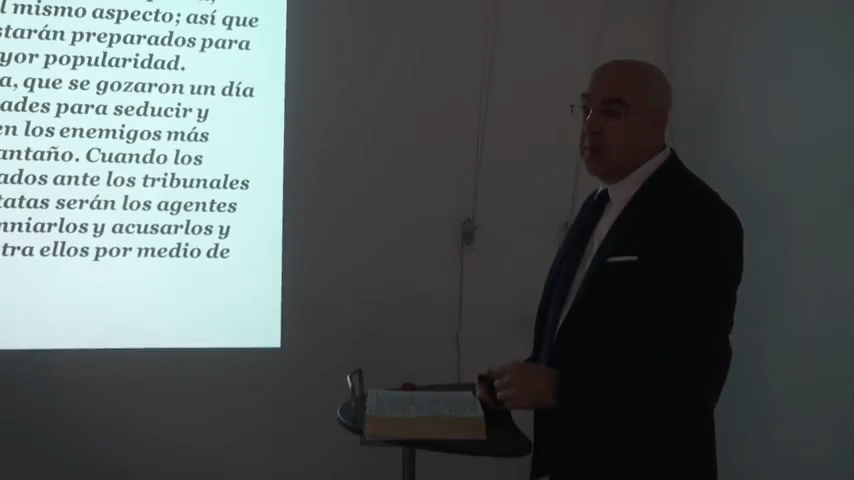 l mismo aspecto; así que
starán preparados para
yor popularidad.
a, que se gozaron un día
ades para seducir y
en los enemigos más
antaño. Cuando los
ados ante los tribunales
tatas serán los agentes
nniarlos y acusarlos y
tra ellos por medio de